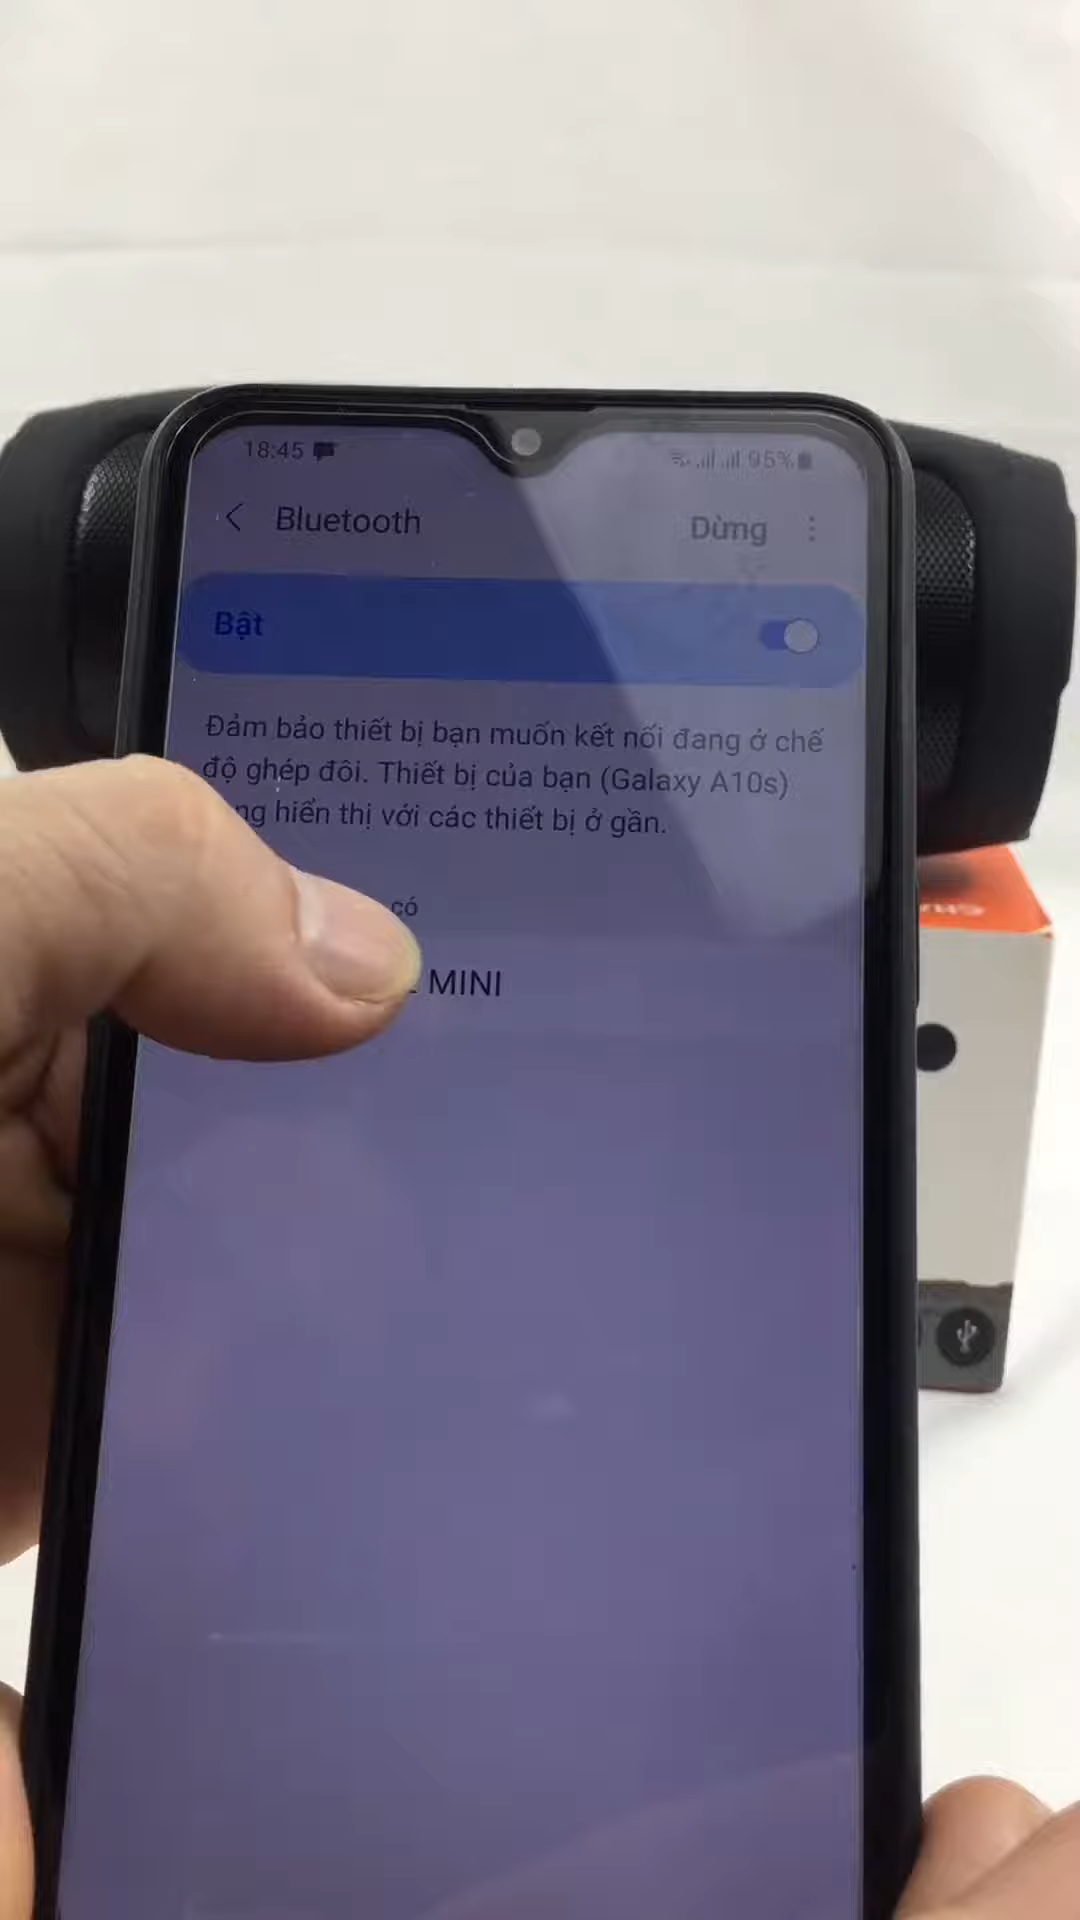 18:45
95%
Bluetooth
Dừng
Bật
Đảm bảo thiết bị bạn muốn kết nối đang ở chế
độ ghép đôi. Thiết bị của bạn (Galaxy A10s)
hiển thị với các thiết bị ở gần.
có
MINI